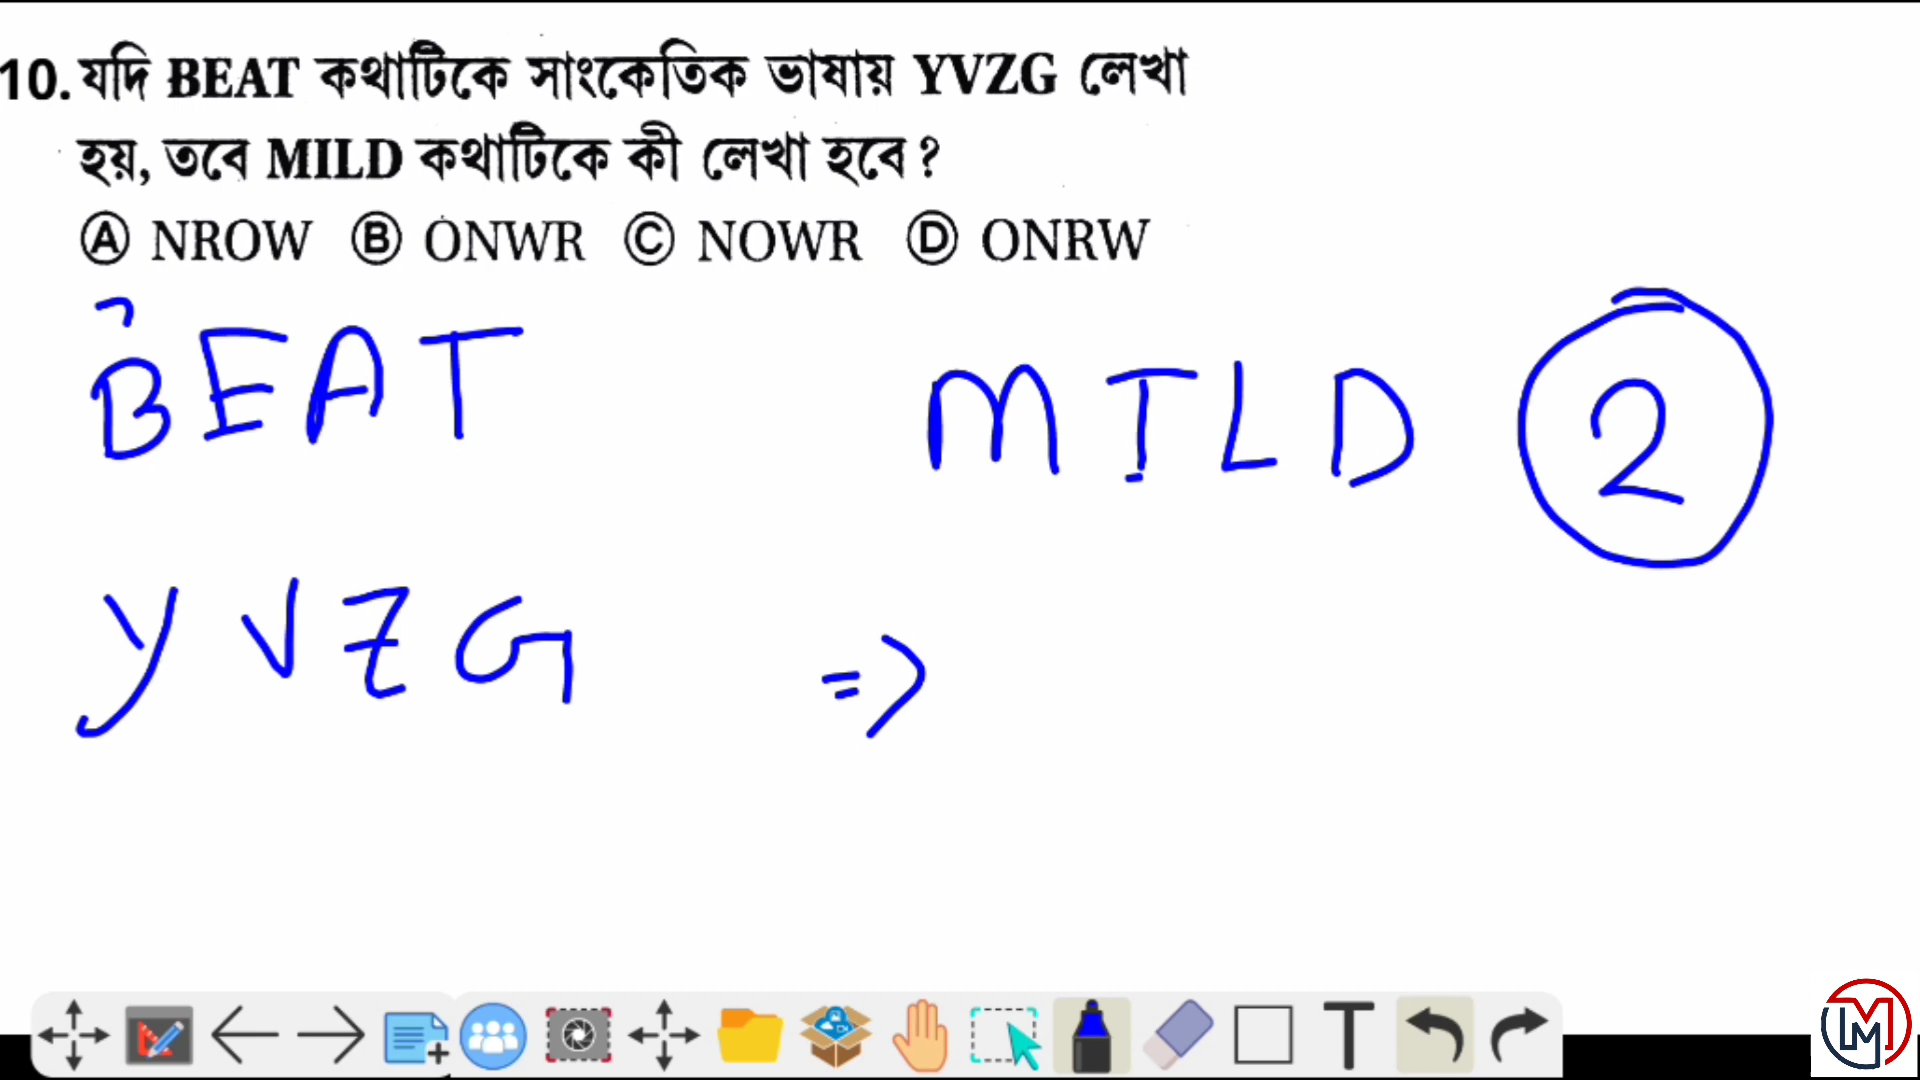 10. যদি BEAT কথাটিকে সাংকেতিক ভাষায় YVZG লেখা
হয়, তবে MILD কথাটিকে কী লেখা হবে ?
Ⓐ NROW Ⓑ ONWR Ⓒ NOWR Ⓓ ONRW
BEAT MILD 2
YVZG =>